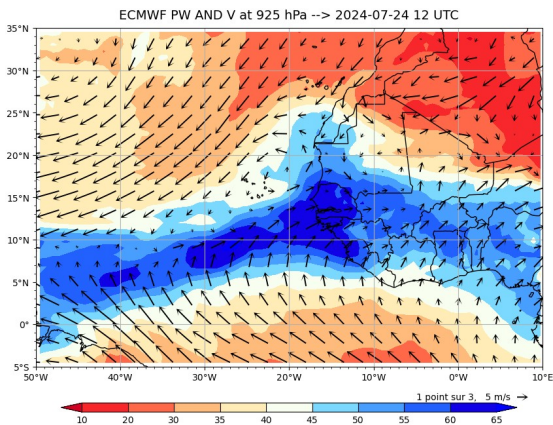 ECMWF PW AND V at 925 hPa --> 2024-07-24 12 UTC
35°N
30°N
25°N
20°N
15°N
10°N
5°N
0°
5°S
50°W 40°W 30°W 20°W 10°W 0°W 10°E
1 point sur 3, 5 m/s
10 20 30 35 40 45 50 55 60 65